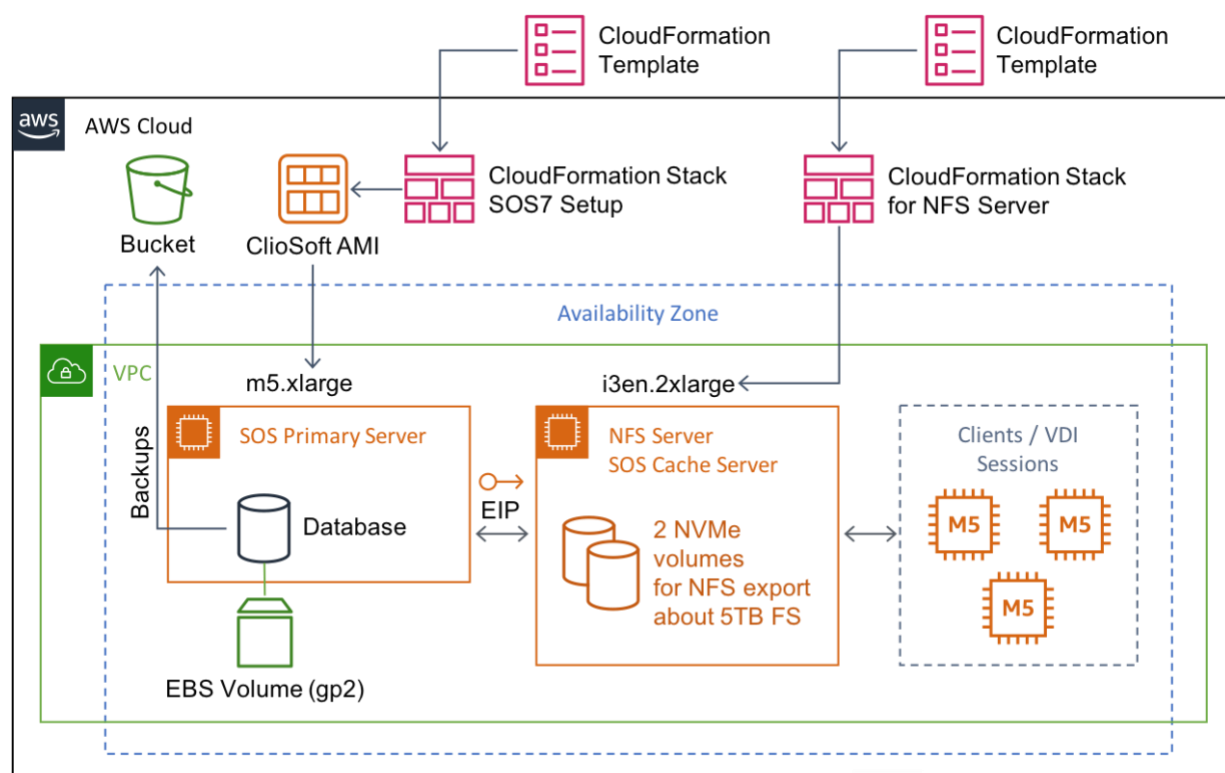 CloudFormation
Template
CloudFormation
Template
aws
AWS Cloud
Bucket
ClioSoft AMI
CloudFormation Stack
SOS7 Setup
CloudFormation Stack
for NFS Server
Availability Zone
VPC
m5.xlarge
i3en.2xlarge
Backups
SOS Primary Server
Database
EIP
NFS Server
SOS Cache Server
2 NVMe
volumes
for NFS export
about 5TB FS
Clients / VDI
Sessions
M5
M5
M5
EBS Volume (gp2)